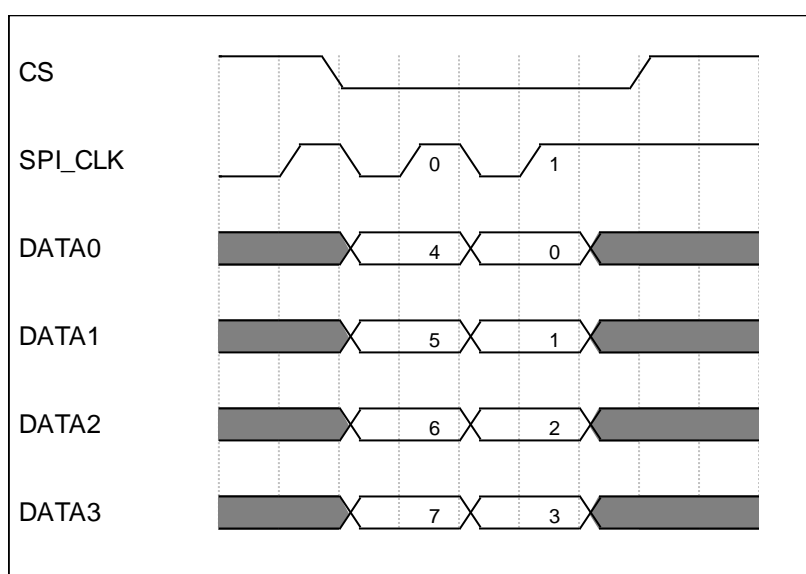 CS
SPI_CLK 0 1
DATA0 4 0
DATA1 5 1
DATA2 6 2
DATA3 7 3